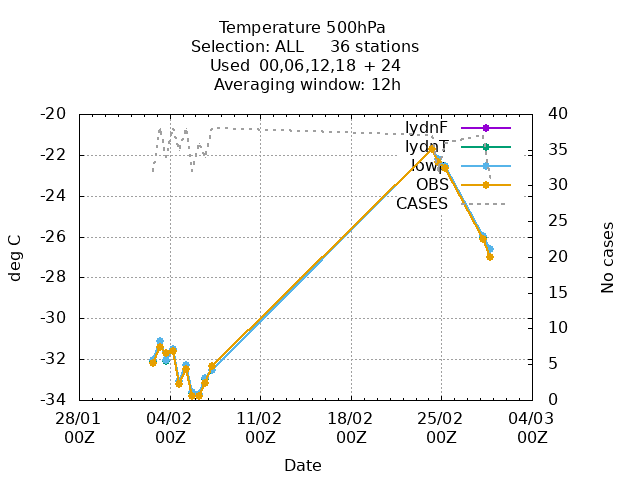 Temperature 500hPa
Selection: ALL 36 stations
Used 00,06,12,18 + 24
Averaging window: 12h
-20
-22
-24
-26
-28
-30
-32
-34
deg C
40
35
30
25
20
15
10
5
0
No cases
lydnF
lydnT
OBS
CASES
28/01 04/02 11/02 18/02 25/02 04/03
00Z 00Z 00Z 00Z 00Z 00Z
Date